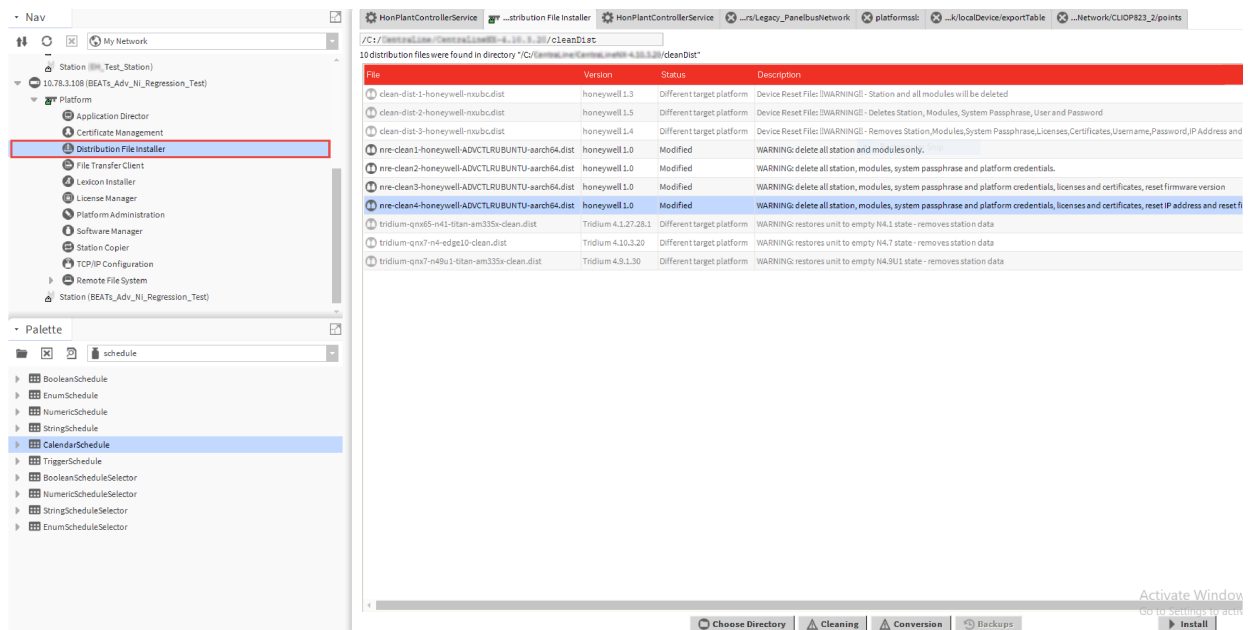 Nav
HonPlantControllerService
...stribution File Installer
HonPlantControllerService
...rs/Legacy_PanelbusNetwork
platformssl:
...k/localDevice/exportTable
...Network/CLIOP823_2/points
My Network
/C:/ /cleanDist
10 distribution files were found in directory "/C:/ /cleanDist"
Station ( _Test_Station)
10.78.3.108 (BEATs_Adv_Ni_Regression_Test)
Platform
Application Director
Certificate Management
Distribution File Installer
File Transfer Client
Lexicon Installer
License Manager
Platform Administration
Software Manager
Station Copier
TCP/IP Configuration
Remote File System
Station (BEATs_Adv_Ni_Regression_Test)
File Version Status Description
clean-dist-1-honeywell-nxubc.dist honeywell 1.3 Different target platform Device Reset File: !!WARNING!! - Station and all modules will be deleted
clean-dist-2-honeywell-nxubc.dist honeywell 1.5 Different target platform Device Reset File: !!WARNING!! - Deletes Station, Modules, System Passphrase, User and Password
clean-dist-3-honeywell-nxubc.dist honeywell 1.4 Different target platform Device Reset File: !!WARNING!! - Removes Station,Modules,System Passphrase,Licenses,Certificates,Username,Password,IP Address and
nre-clean1-honeywell-ADVCTLRUBUNTU-aarch64.dist honeywell 1.0 Modified WARNING: delete all station and modules only.
nre-clean2-honeywell-ADVCTLRUBUNTU-aarch64.dist honeywell 1.0 Modified WARNING: delete all station, modules, system passphrase and platform credentials.
nre-clean3-honeywell-ADVCTLRUBUNTU-aarch64.dist honeywell 1.0 Modified WARNING: delete all station, modules, system passphrase and platform credentials, licenses and certificates, reset firmware version
nre-clean4-honeywell-ADVCTLRUBUNTU-aarch64.dist honeywell 1.0 Modified WARNING: delete all station, modules, system passphrase and platform credentials, licenses and certificates, reset IP address and reset fi
tridium-qnx65-n41-titan-am335x-clean.dist Tridium 4.1.27.28.1 Different target platform WARNING: restores unit to empty N4.1 state - removes station data
tridium-qnx7-n4-edge10-clean.dist Tridium 4.10.3.20 Different target platform WARNING: restores unit to empty N4.7 state - removes station data
tridium-qnx7-n49u1-titan-am335x-clean.dist Tridium 4.9.1.30 Different target platform WARNING: restores unit to empty N4.9U1 state - removes station data
Palette
schedule
BooleanSchedule
EnumSchedule
NumericSchedule
StringSchedule
CalendarSchedule
TriggerSchedule
BooleanScheduleSelector
NumericScheduleSelector
StringScheduleSelector
EnumScheduleSelector
Activate Window
Go to Settings to activ
Choose Directory
Cleaning
Conversion
Backups
Install